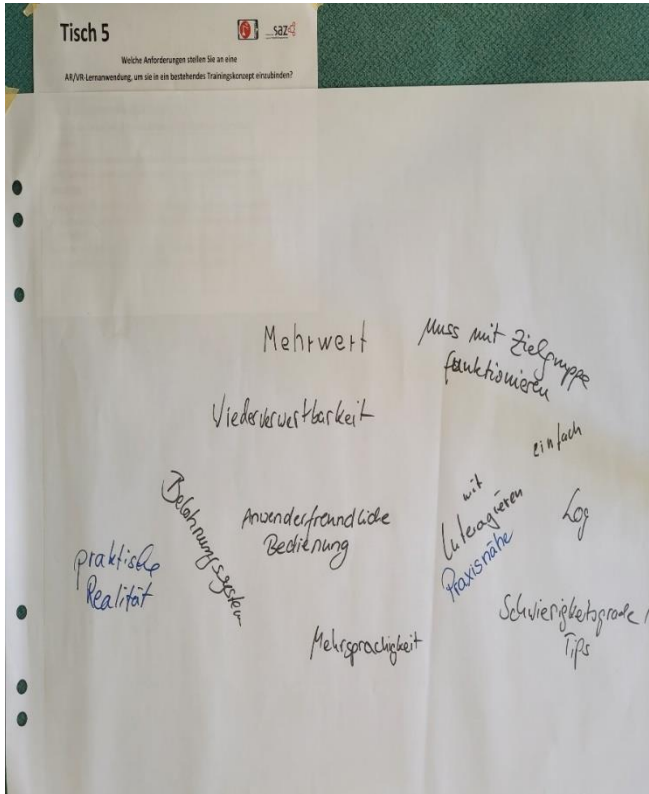 Tisch 5
saz
Welche Anforderungen stellen Sie an eine
AR/VR-Lernanwendung, um sie in ein bestehendes Trainingskonzept einzubinden?
Mehrwert
Muss mit Zielgruppe
funktionieren
Wiederverwertbarkeit
einfach
Belohnungssystem
Anwenderfreundliche
Bedienung
mit
Interagieren
Praxisnähe
Log
praktische
Realität
Schwierigkeitsgrade /
Tips
Mehrsprachigkeit